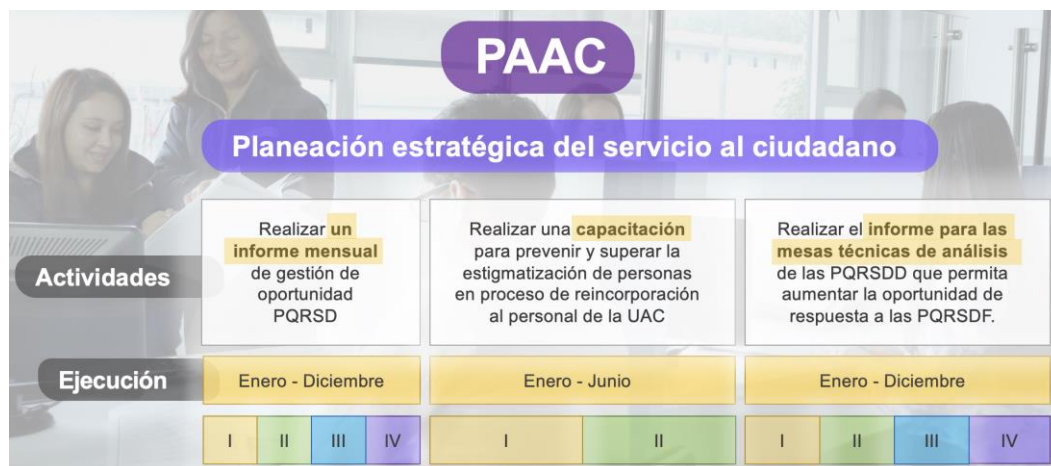 PAAC
Planeación estratégica del servicio al ciudadano
Actividades
Realizar un
informe mensual
de gestión de
oportunidad
PQRSD
Realizar una capacitación
para prevenir y superar la
estigmatización de personas
en proceso de reincorporación
al personal de la UAC
Realizar el informe para las
mesas técnicas de análisis
de las PQRSDD que permita
aumentar la oportunidad de
respuesta a las PQRSDF.
Ejecución
Enero - Diciembre
Enero - Junio
Enero - Diciembre
I II III IV
I II
I II III IV